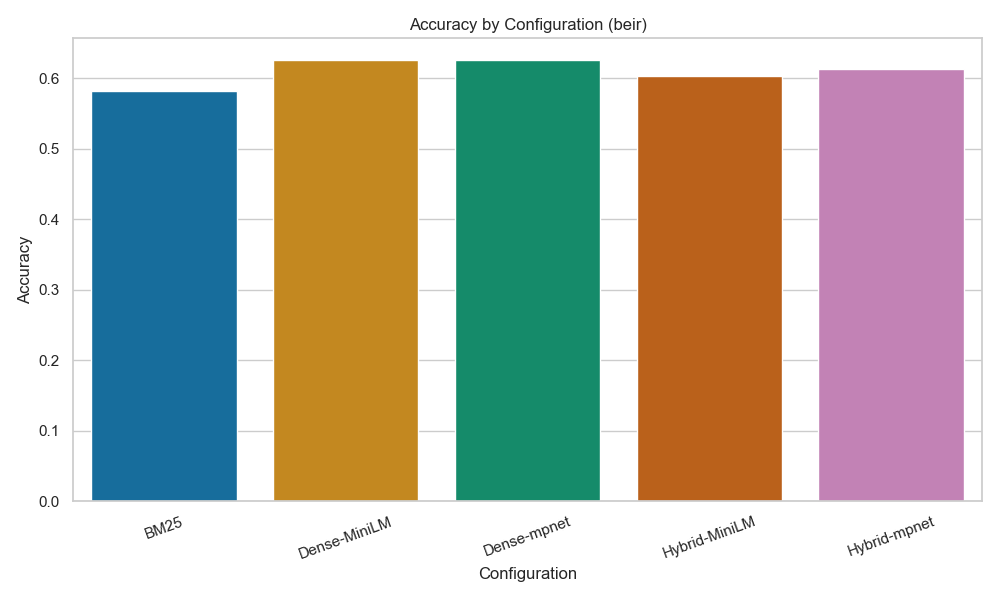 Accuracy by Configuration (beir)
Accuracy
0.6
0.5
0.4
0.3
0.2
0.1
0.0
BM25
Dense-MiniLM
Dense-mpnet
Hybrid-MiniLM
Hybrid-mpnet
Configuration